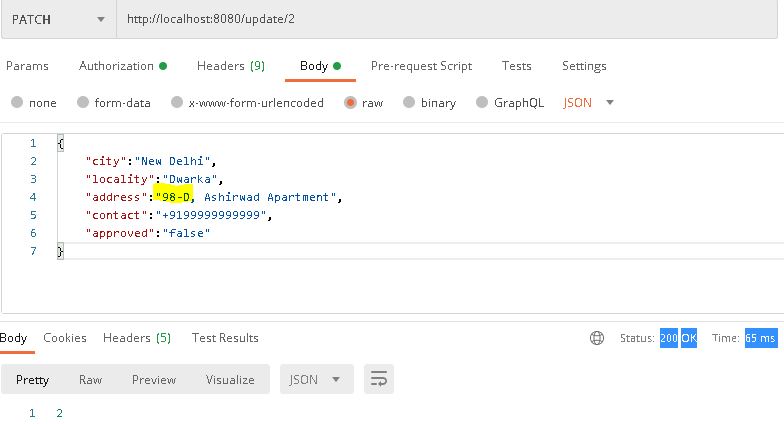 PATCH http://localhost:8080/update/2
Params Authorization Headers (9) Body Pre-request Script Tests Settings
none form-data x-www-form-urlencoded raw binary GraphQL JSON
1 {
2 "city":"New Delhi",
3 "locality":"Dwarka",
4 "address":"98-D, Ashirwad Apartment",
5 "contact":"+9199999999999",
6 "approved":"false"
7 }
Body Cookies Headers (5) Test Results Status: 200 OK Time: 65 ms
Pretty Raw Preview Visualize JSON
1 2